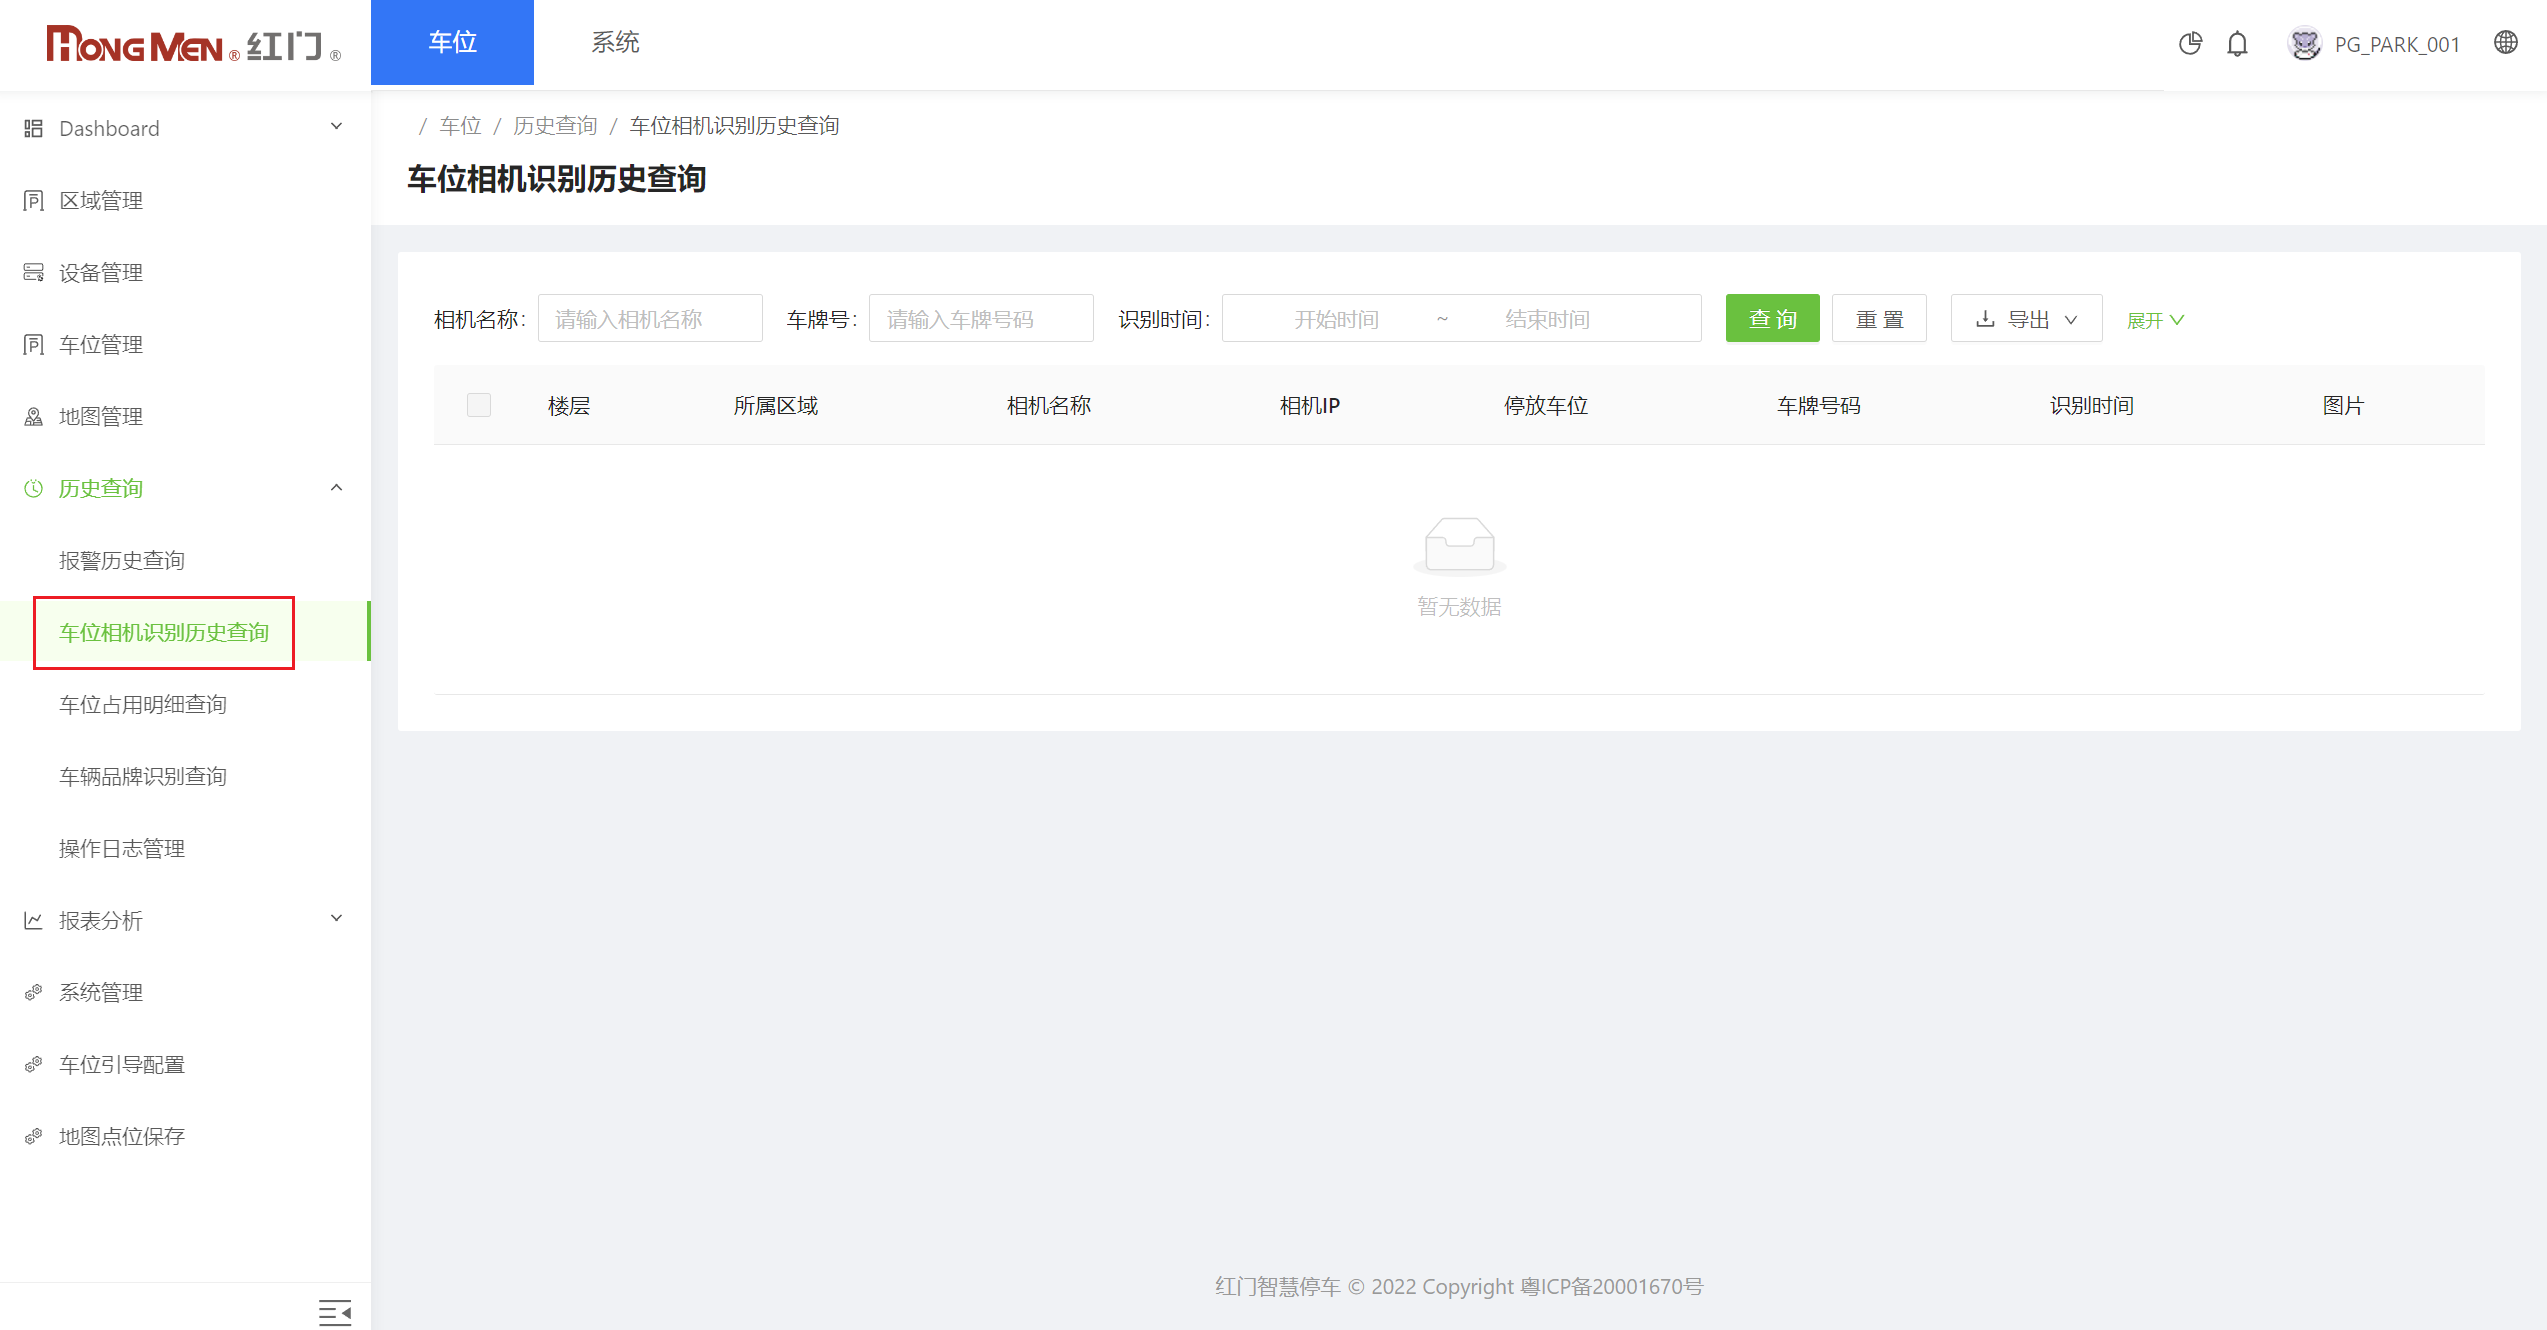 HONG MEN® 红门®
车位 系统
PG_PARK_001
Dashboard
区域管理
设备管理
车位管理
地图管理
历史查询
报警历史查询
车位相机识别历史查询
车位占用明细查询
车辆品牌识别查询
操作日志管理
报表分析
系统管理
车位引导配置
地图点位保存
/ 车位 / 历史查询 / 车位相机识别历史查询
车位相机识别历史查询
相机名称: 请输入相机名称 车牌号: 请输入车牌号码 识别时间: 开始时间 ~ 结束时间 查 询 重 置 导出 展开
楼层 所属区域 相机名称 相机IP 停放车位 车牌号码 识别时间 图片
暂无数据
红门智慧停车 © 2022 Copyright 粤ICP备20001670号